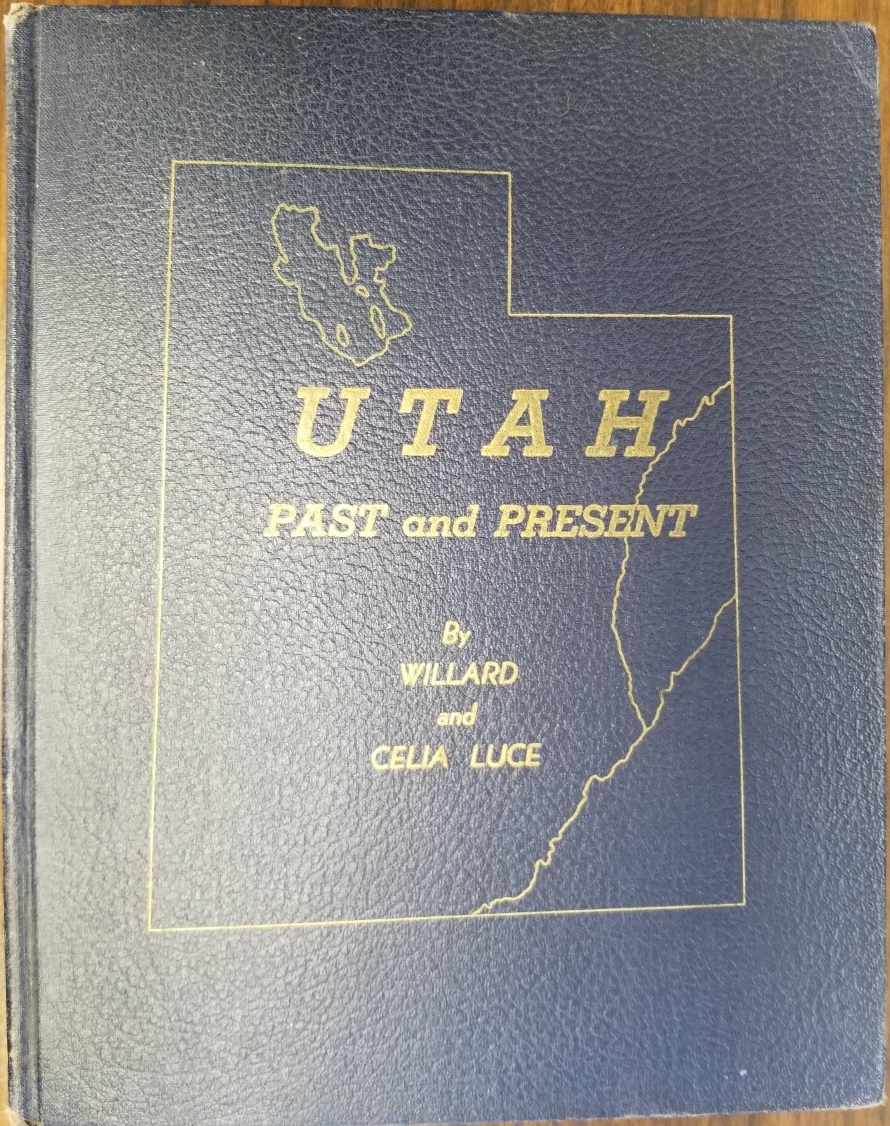 UTAH
PAST and PRESENT
By
WILLARD
and
CELIA LUCE